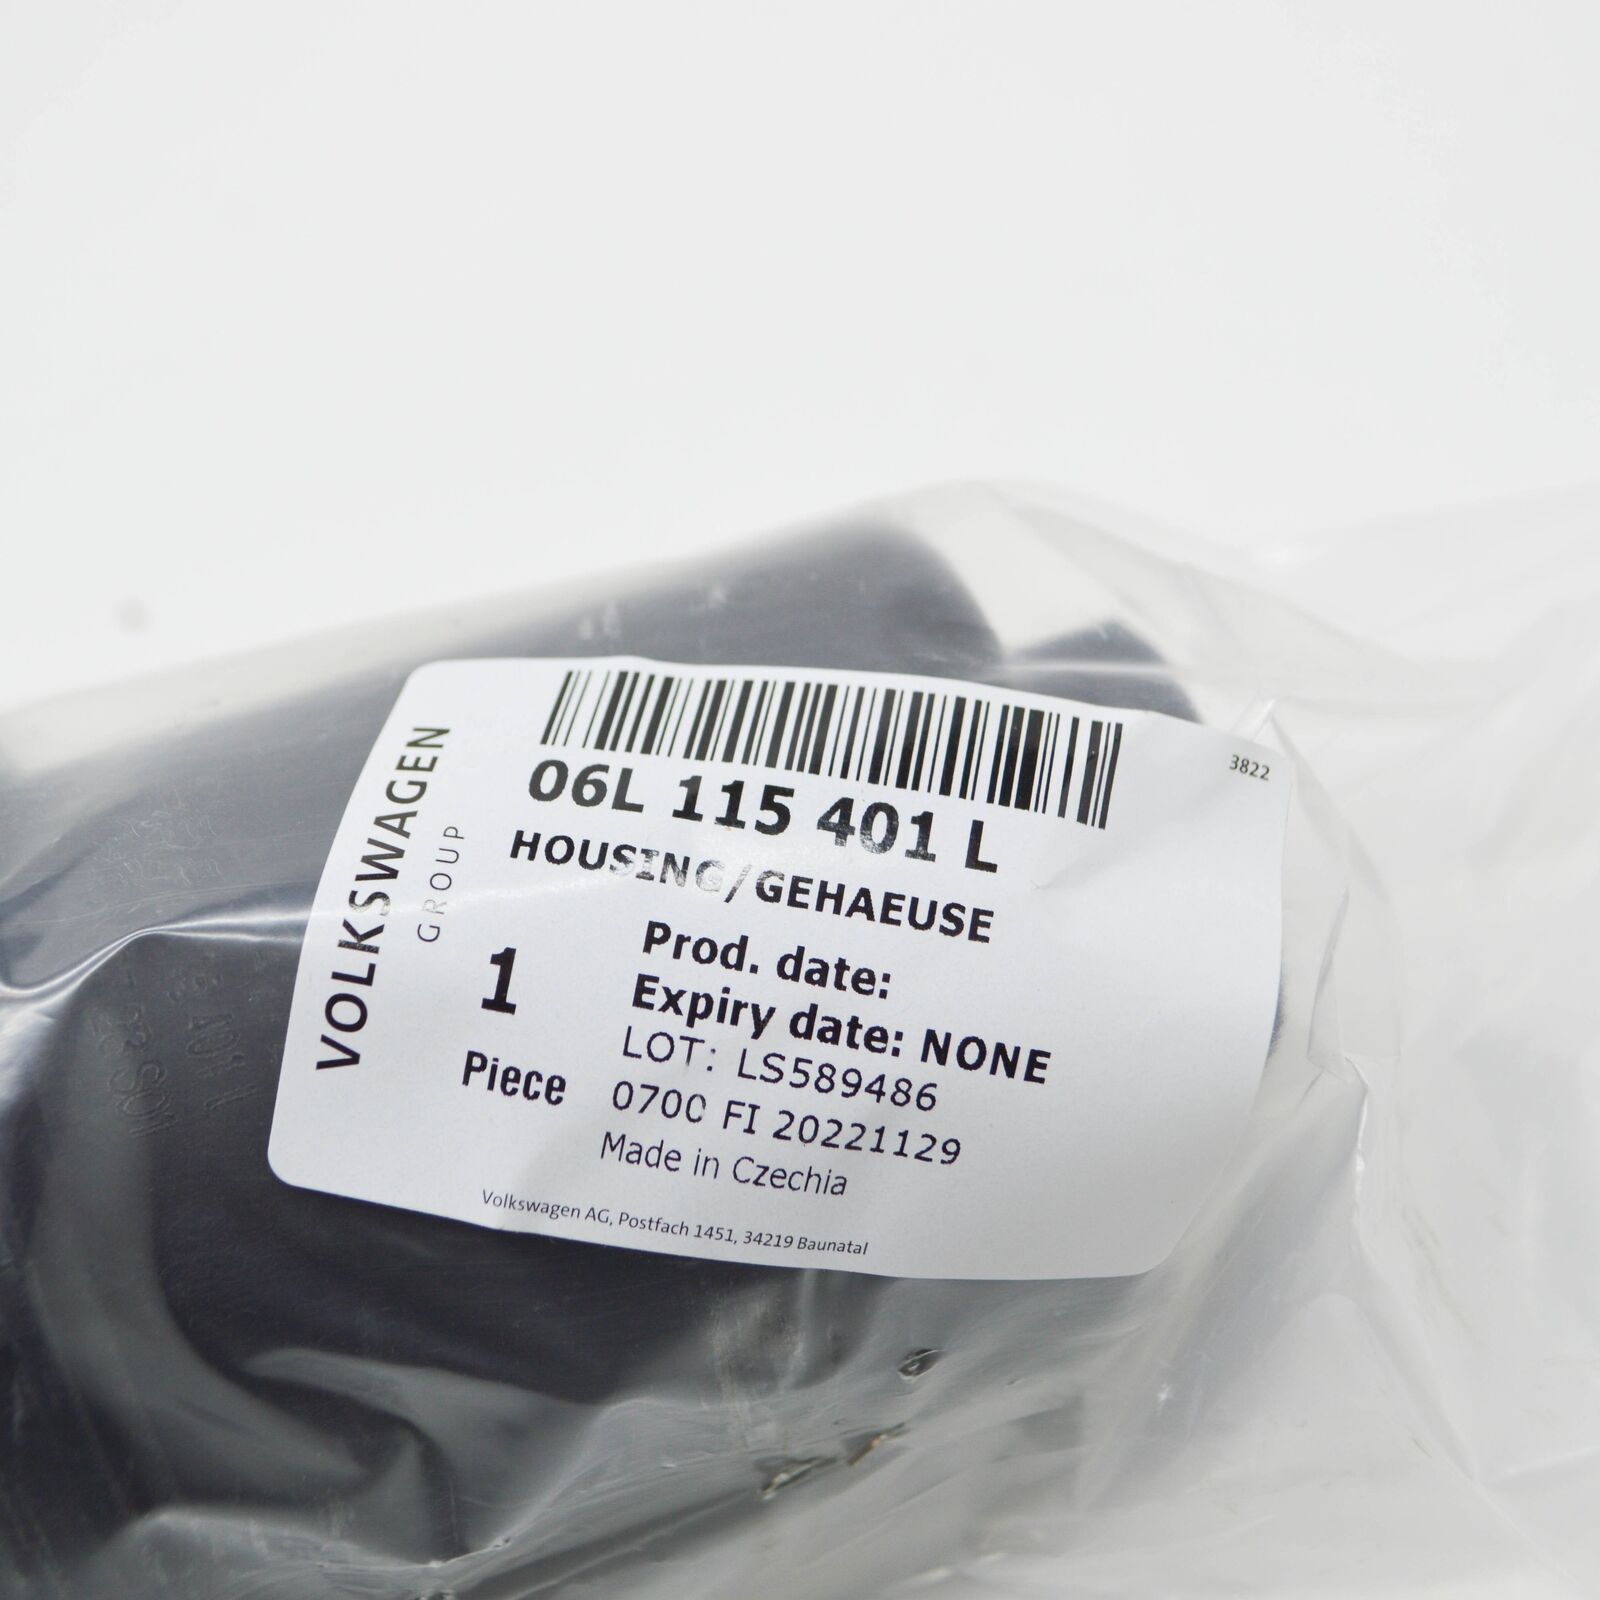 VOLKSWAGEN
GROUP
3822
06L 115 401 L
HOUSING/GEHAEUSE
1
Piece
Prod. date:
Expiry date: NONE
LOT: LS589486
0700 FI 20221129
Made in Czechia
Volkswagen AG, Postfach 1451, 34219 Baunatal